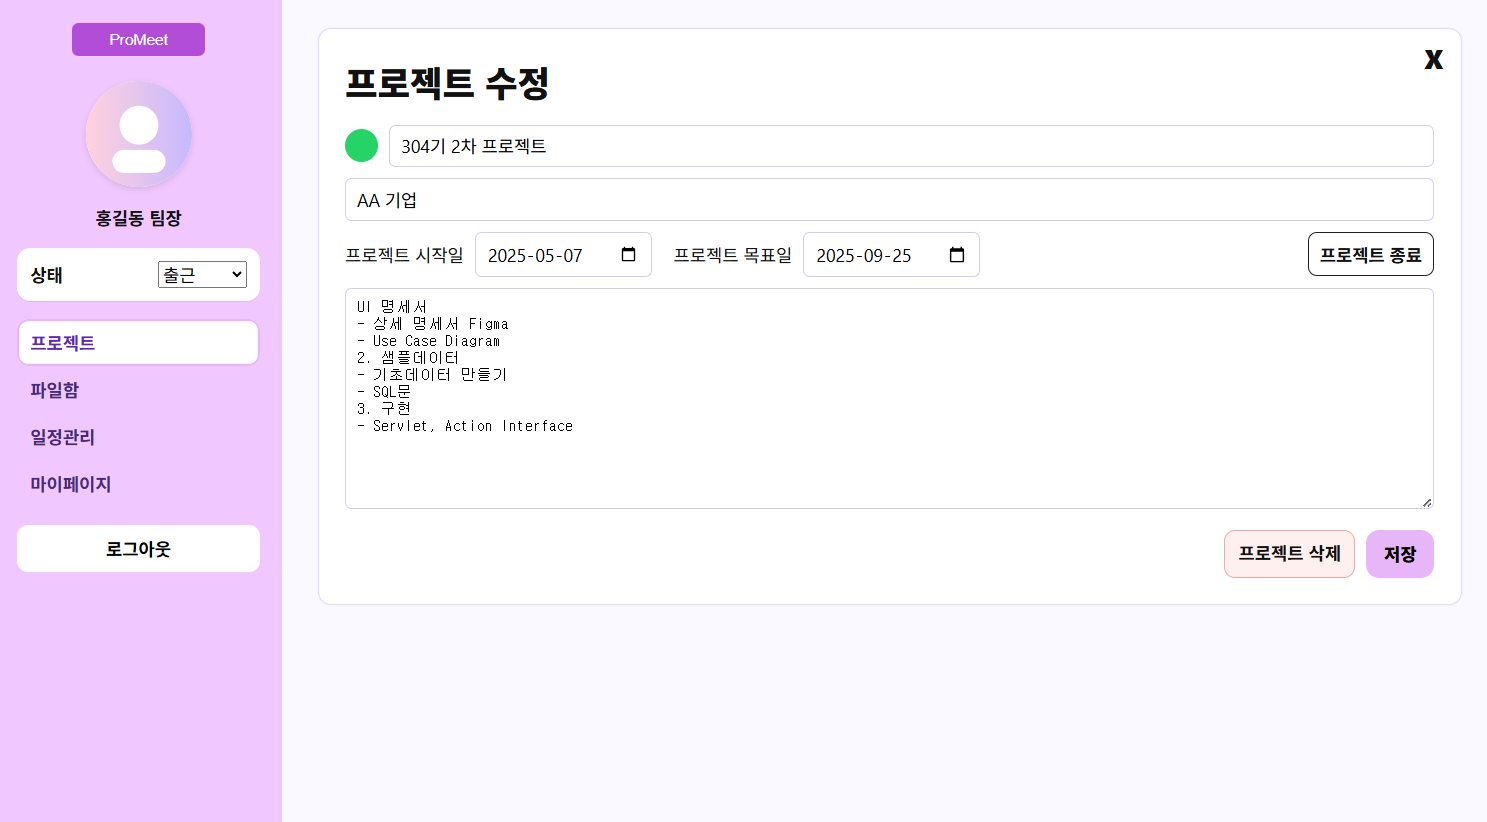 ProMeet
홍길동 팀장
상태
출근
프로젝트
파일함
일정관리
마이페이지
로그아웃
X
프로젝트 수정
304기 2차 프로젝트
AA 기업
프로젝트 시작일 2025-05-07 프로젝트 목표일 2025-09-25 프로젝트 종료
UI 명세서
- 상세 명세서 Figma
- Use Case Diagram
2. 샘플데이터
- 기초데이터 만들기
- SQL문
3. 구현
- Servlet, Action Interface
프로젝트 삭제 저장